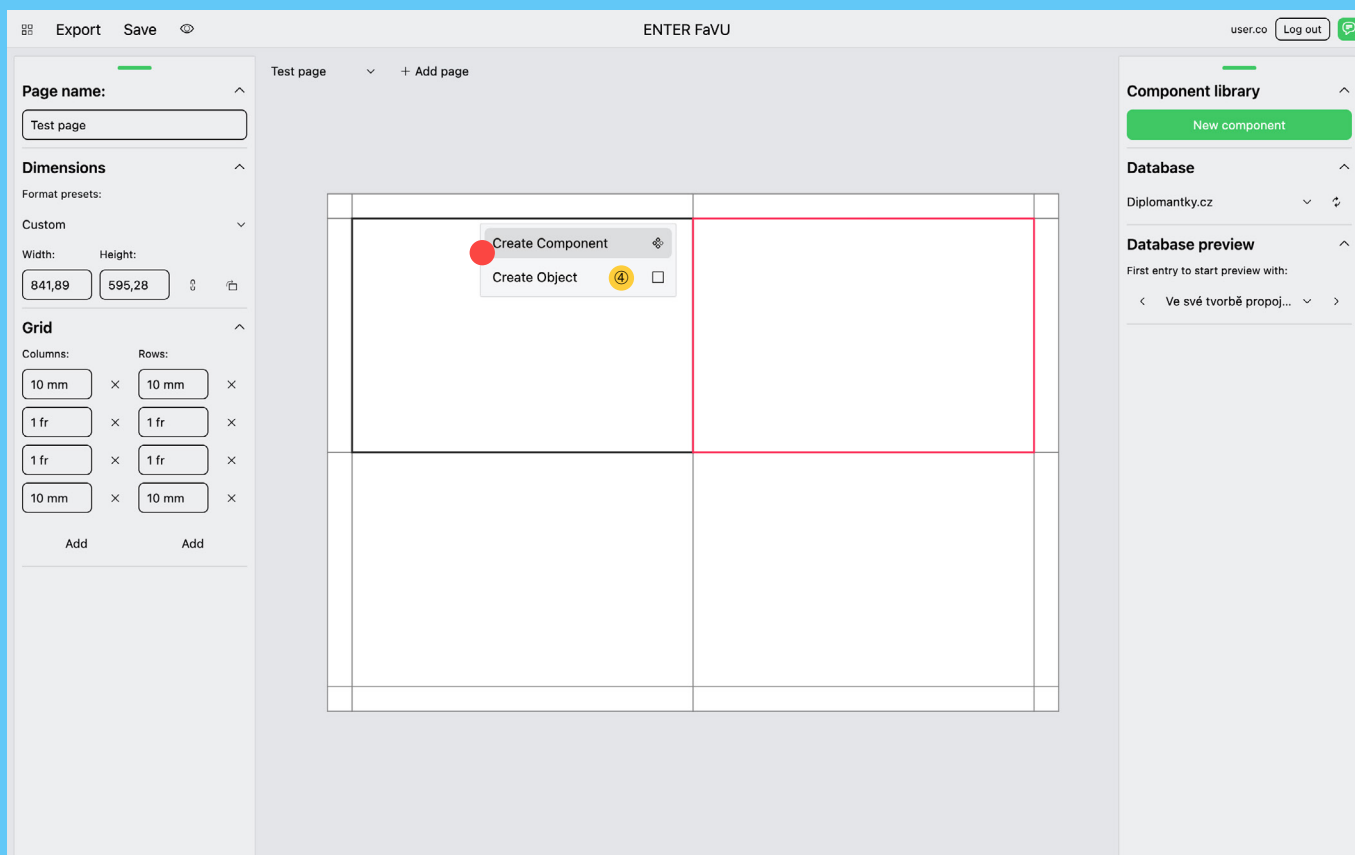 Export Save ENTER FaVU user.co Log out
Test page + Add page
Page name:
Test page
Dimensions
Format presets:
Custom
Width: Height:
841,89 595,28
Grid
Columns: Rows:
10 mm × 10 mm ×
1 fr × 1 fr ×
1 fr × 1 fr ×
10 mm × 10 mm ×
Add Add
Create Component
Create Object ④
Component library
New component
Database
Diplomantky.cz
Database preview
First entry to start preview with:
Ve své tvorbě propoj...